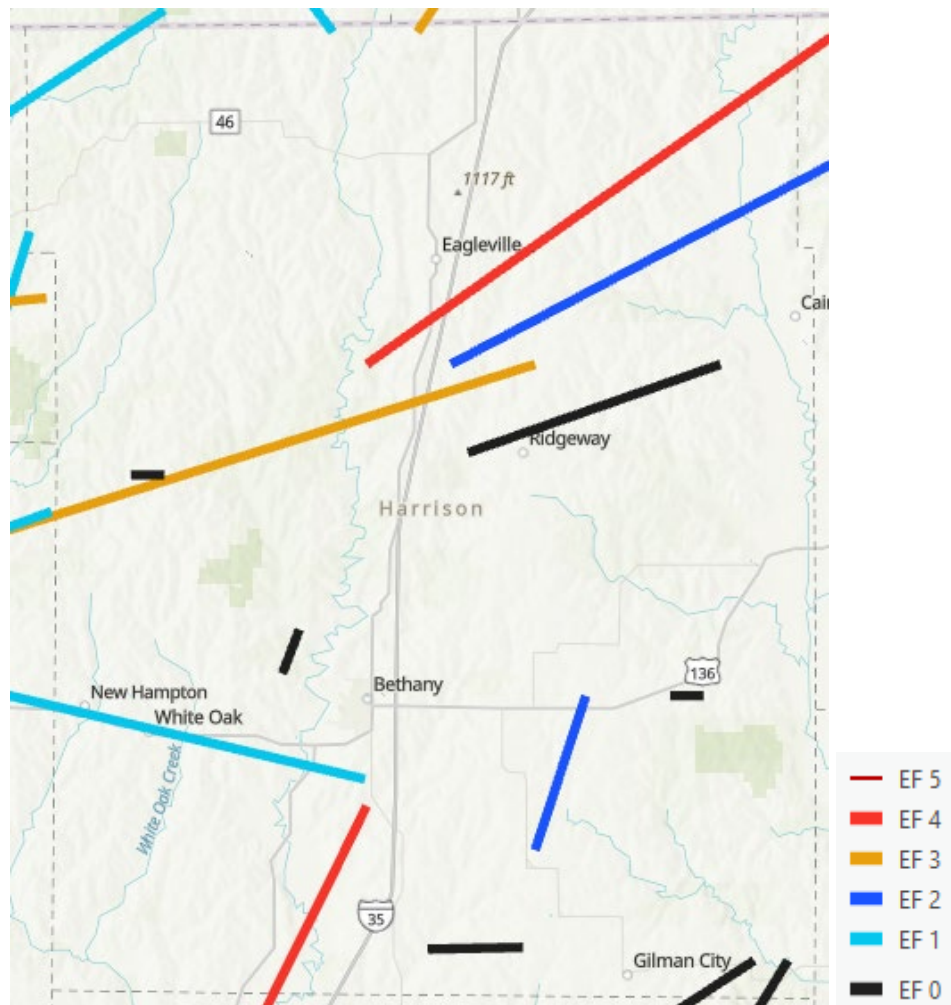 46
1117 ft
Eagleville
Cai
Ridgeway
Harrison
136
New Hampton
Bethany
White Oak
White Oak Creek
35
Gilman City
EF 5
EF 4
EF 3
EF 2
EF 1
EF 0